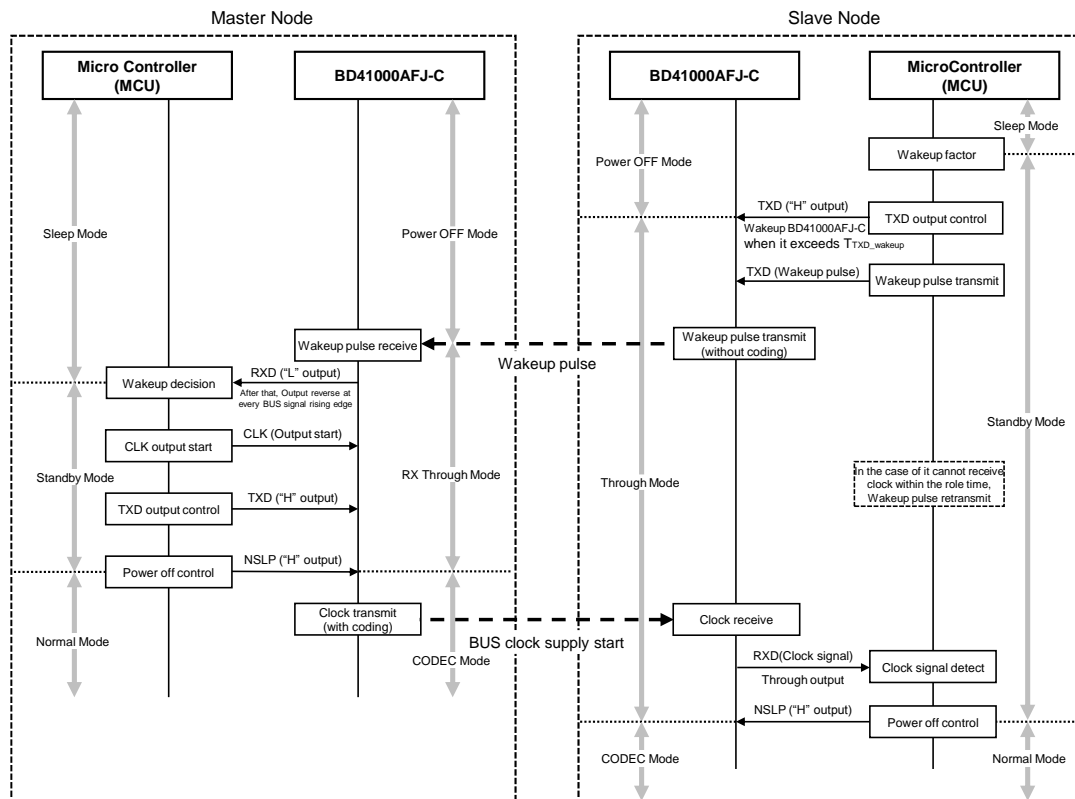 Master Node
Slave Node
Micro Controller
(MCU)
BD41000AFJ-C
BD41000AFJ-C
MicroController
(MCU)
Sleep Mode
Wakeup factor
Power OFF Mode
TXD (“H” output)
TXD output control
Wakeup BD41000AFJ-C
when it exceeds TTXD_wakeup
Sleep Mode
Power OFF Mode
TXD (Wakeup pulse)
Wakeup pulse transmit
Wakeup pulse receive
Wakeup pulse
Wakeup pulse transmit
(without coding)
Wakeup decision
RXD (“L” output)
After that, Output reverse at
every BUS signal rising edge
Standby Mode
CLK output start
CLK (Output start)
Standby Mode
RX Through Mode
Through Mode
In the case of it cannot receive
clock within the role time,
Wakeup pulse retransmit
TXD output control
TXD (“H” output)
Power off control
NSLP (“H” output)
Clock transmit
(with coding)
Clock receive
Normal Mode
BUS clock supply start
CODEC Mode
RXD(Clock signal)
Through output
Clock signal detect
NSLP (“H” output)
Power off control
CODEC Mode
Normal Mode